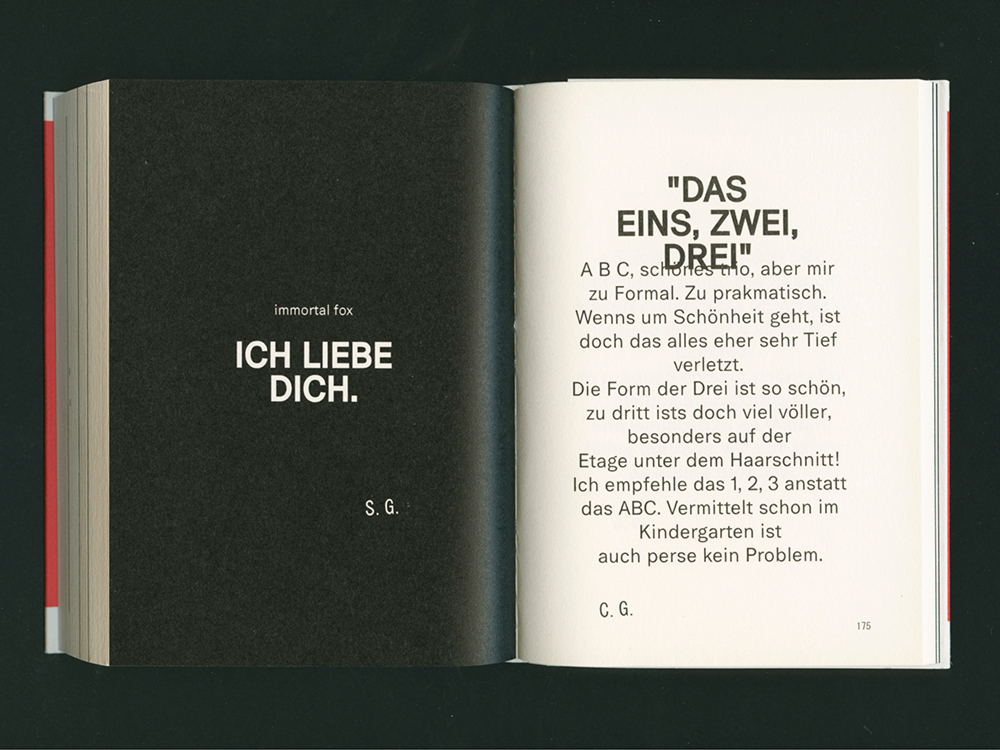 immortal fox
ICH LIEBE
DICH.
S. G.
"DAS
EINS, ZWEI,
DREI"
A B C, schönes trio, aber mir
zu Formal. Zu prakmatisch.
Wenns um Schönheit geht, ist
doch das alles eher sehr Tief
verletzt.
Die Form der Drei ist so schön,
zu dritt ists doch viel völler,
besonders auf der
Etage unter dem Haarschnitt!
Ich empfehle das 1, 2, 3 anstatt
das ABC. Vermittelt schon im
Kindergarten ist
auch perse kein Problem.
C. G.
175